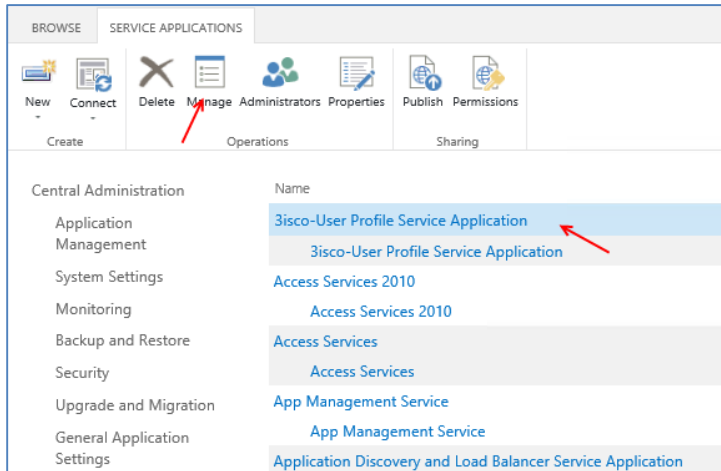 BROWSE SERVICE APPLICATIONS
New Connect Delete Manage Administrators Properties Publish Permissions
Create Operations Sharing
Central Administration
Application
Management
System Settings
Monitoring
Backup and Restore
Security
Upgrade and Migration
General Application
Settings
Name
3isco-User Profile Service Application
3isco-User Profile Service Application
Access Services 2010
Access Services 2010
Access Services
Access Services
App Management Service
App Management Service
Application Discovery and Load Balancer Service Application